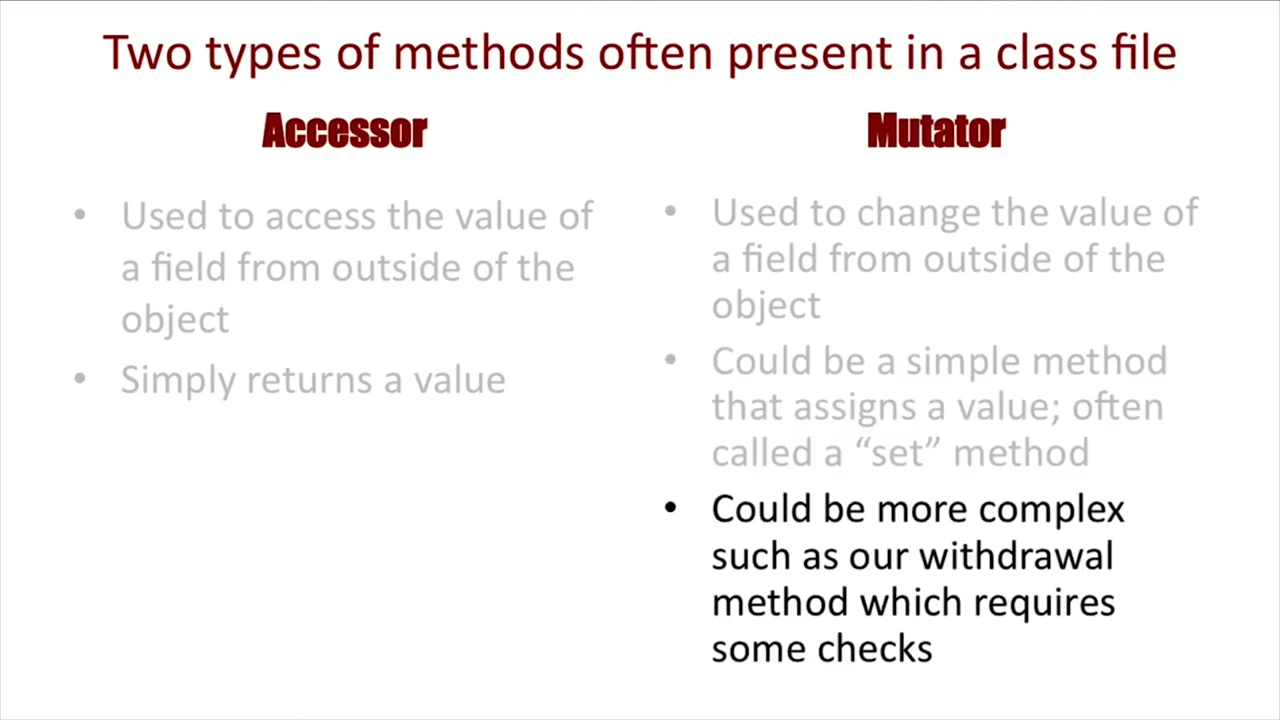 Two types of methods often present in a class file
Accessor
• Used to access the value of
a field from outside of the
object
• Simply returns a value
Mutator
• Used to change the value of
a field from outside of the
object
• Could be a simple method
that assigns a value; often
called a “set” method
• Could be more complex
such as our withdrawal
method which requires
some checks